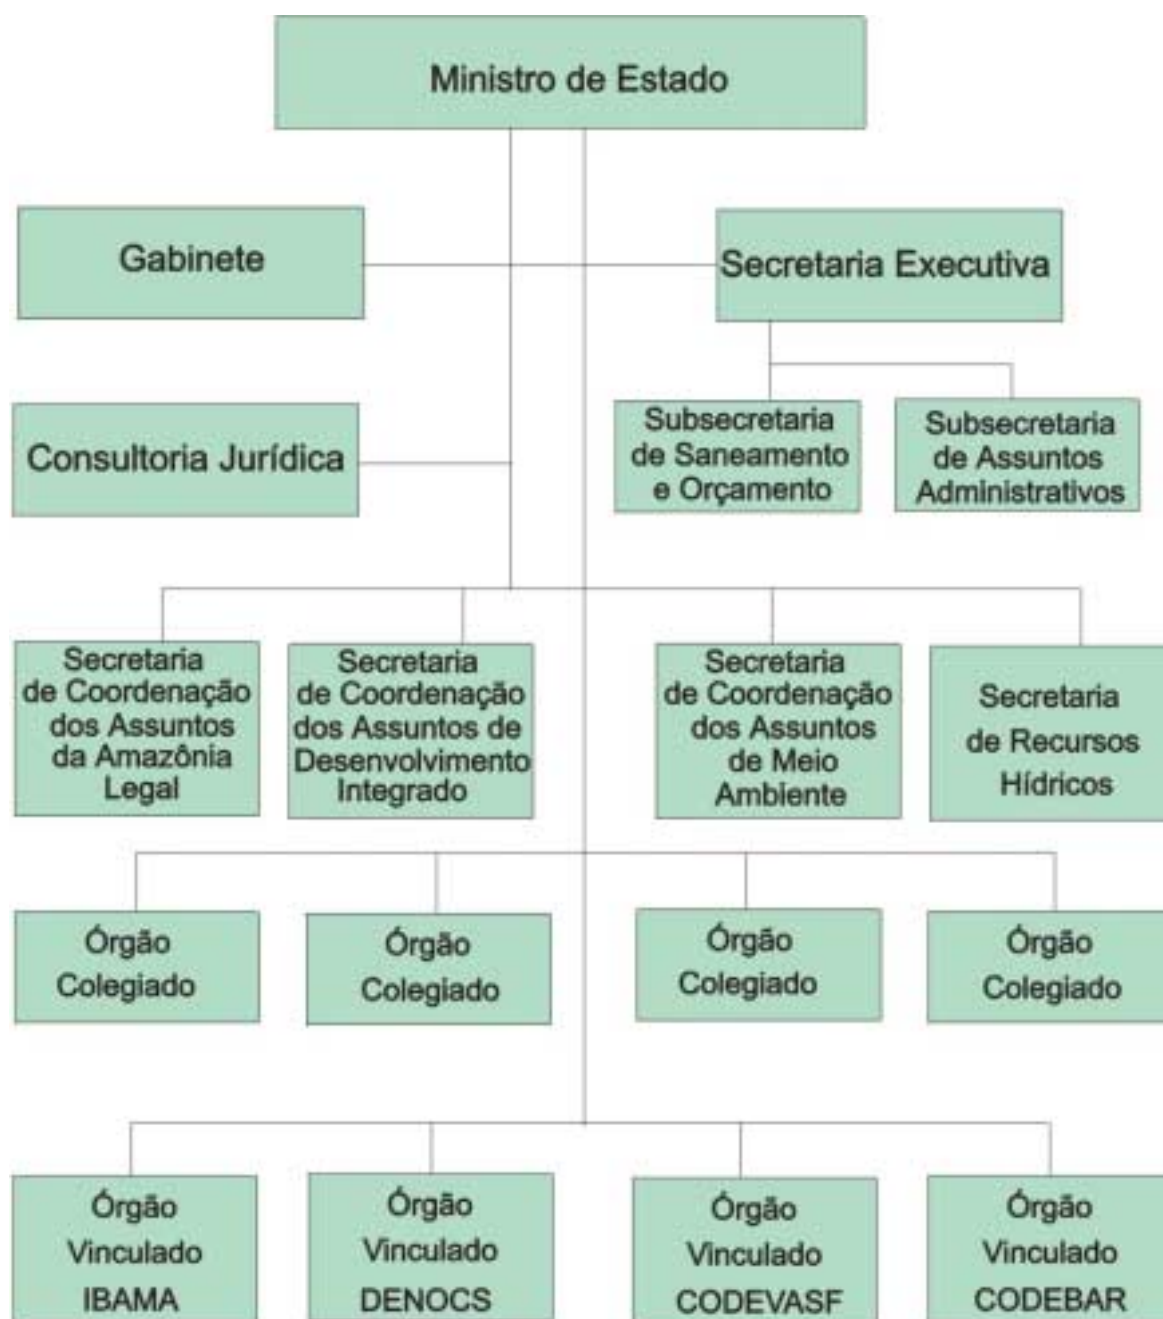 Ministro de Estado
Gabinete
Secretaria Executiva
Consultoria Jurídica
Subsecretaria
de Saneamento
e Orçamento
Subsecretaria
de Assuntos
Administrativos
Secretaria
de Coordenação
dos Assuntos
da Amazônia
Legal
Secretaria
de Coordenação
dos Assuntos de
Desenvolvimento
Integrado
Secretaria
de Coordenação
dos Assuntos
de Meio
Ambiente
Secretaria
de Recursos
Hídricos
Órgão
Colegiado
Órgão
Colegiado
Órgão
Colegiado
Órgão
Colegiado
Órgão
Vinculado
IBAMA
Órgão
Vinculado
DENOCS
Órgão
Vinculado
CODEVASF
Órgão
Vinculado
CODEBAR